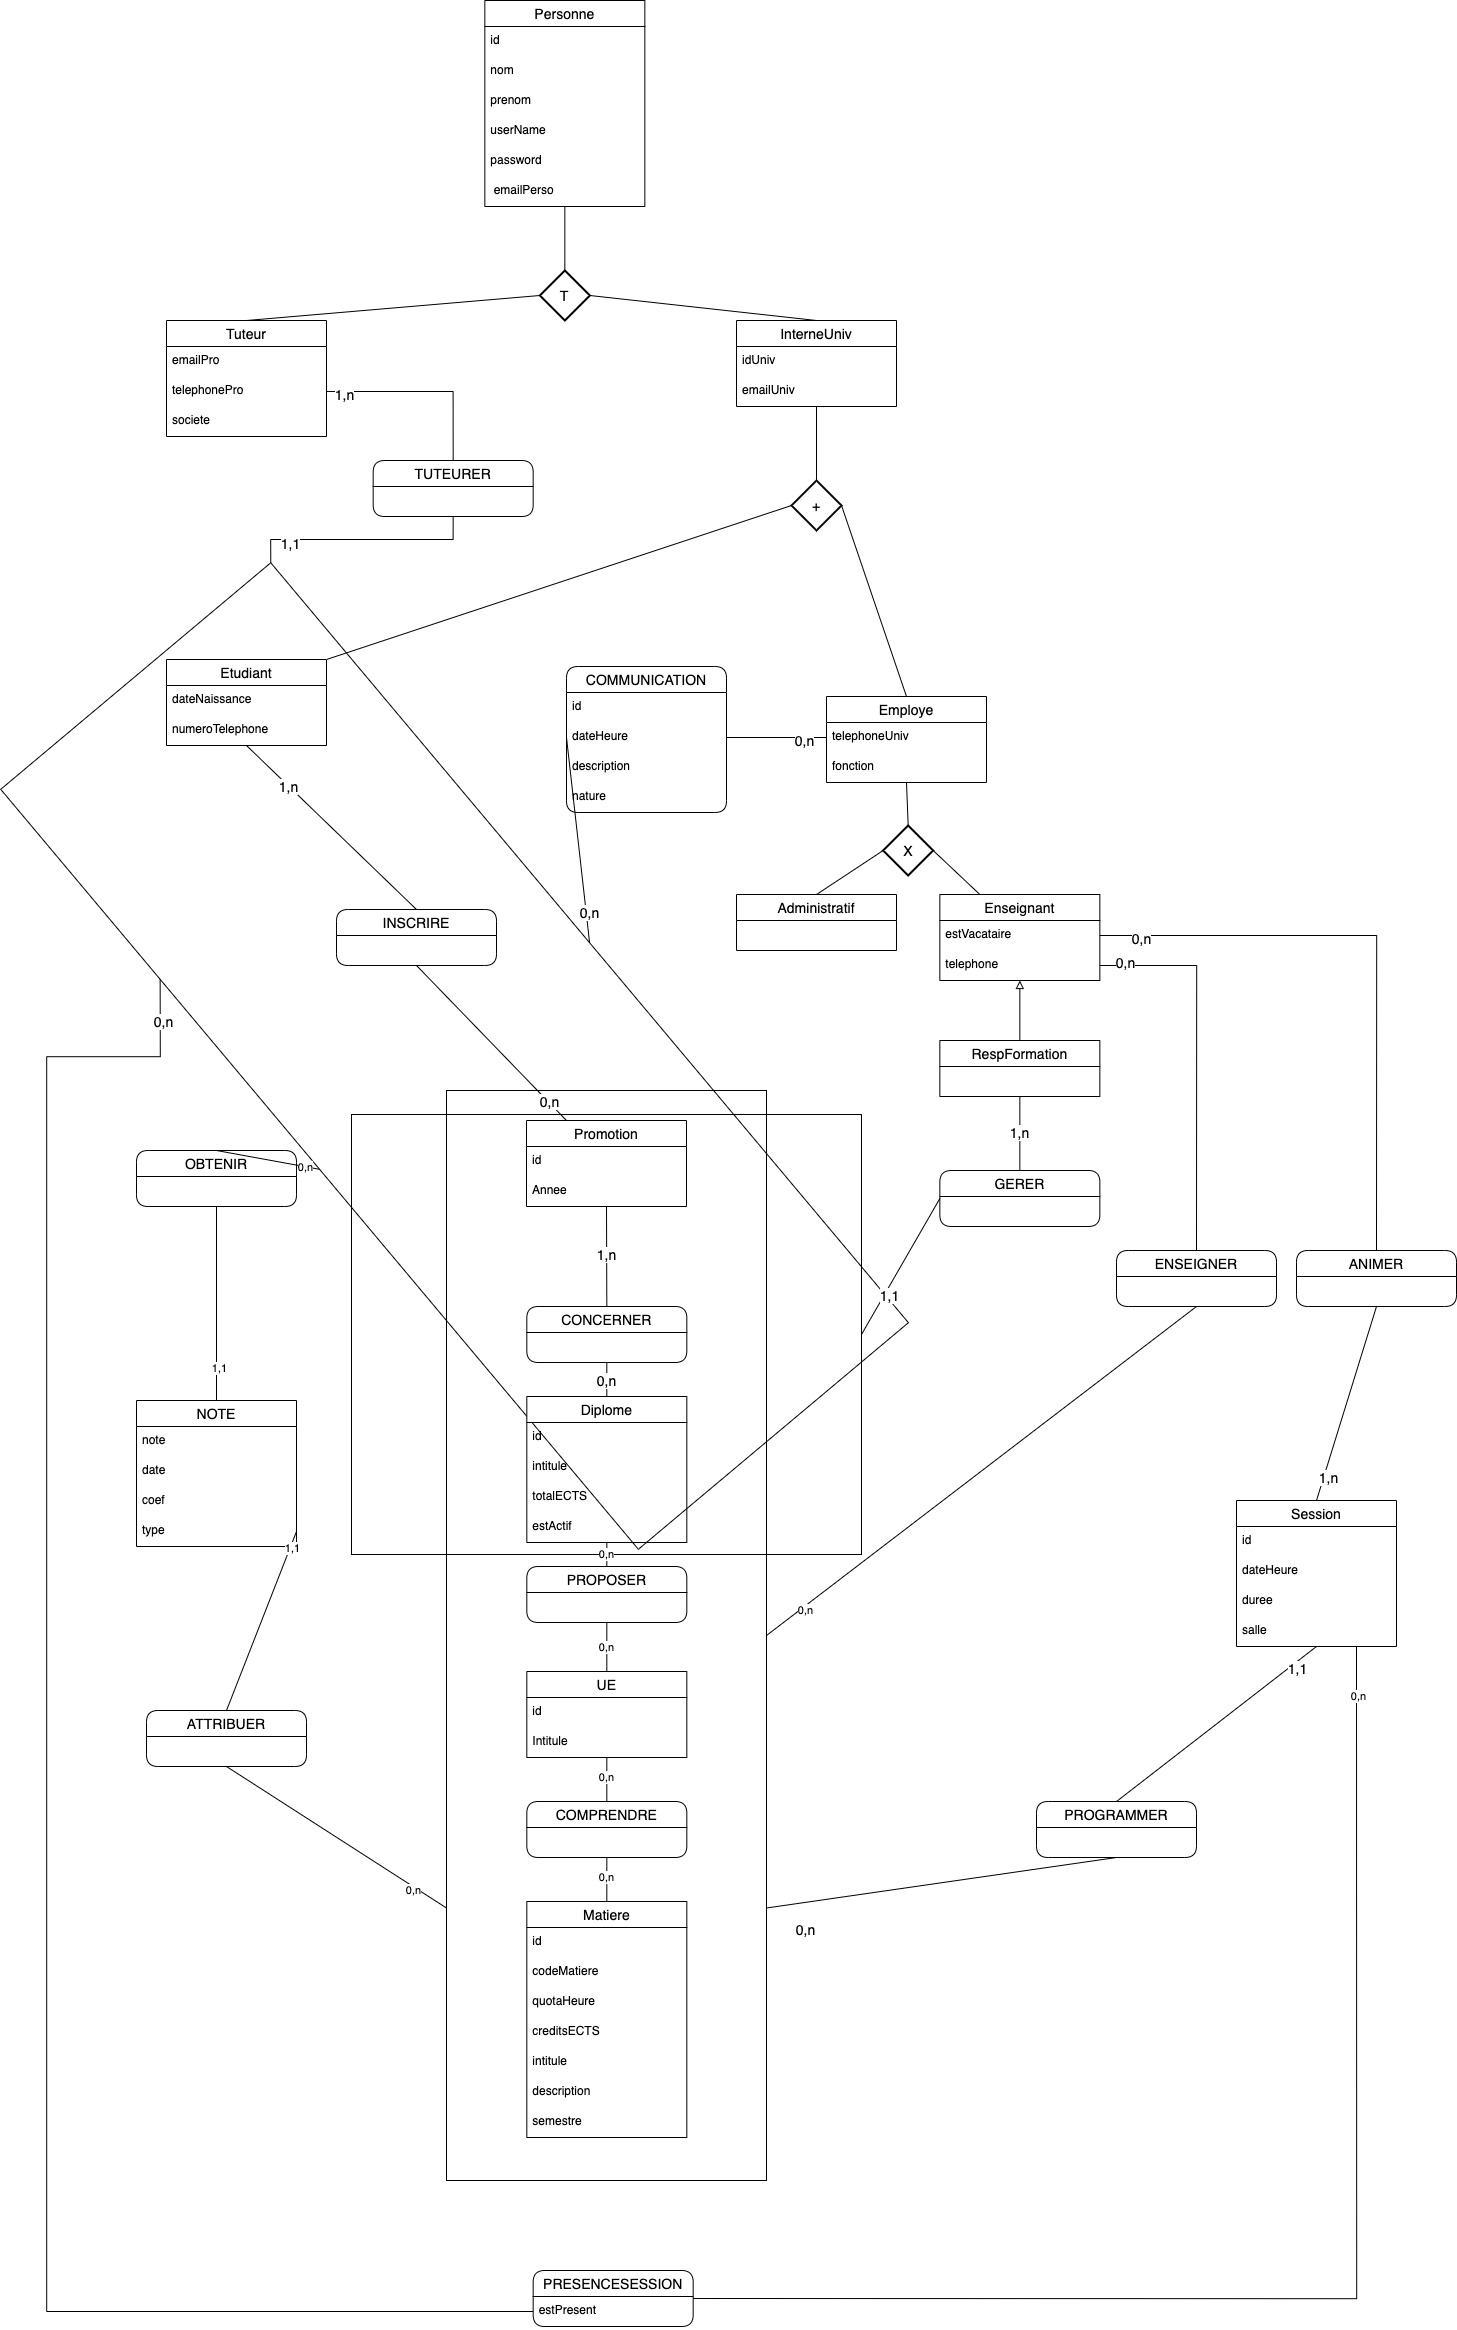 Personne
id
nom
prenom
userName
password
emailPerso
T
Tuteur
emailPro
telephonePro
societe
InterneUniv
idUniv
emailUniv
1,n
TUTEURER
+
1,1
Etudiant
dateNaissance
numeroTelephone
COMMUNICATION
id
dateHeure
description
nature
0,n
Employe
telephoneUniv
fonction
1,n
X
0,n
INSCRIRE
Administratif
Enseignant
estVacataire
telephone
0,n
0,n
0,n
RespFormation
0,n
1,n
Promotion
id
Annee
OBTENIR
0,n
GERER
1,n
1,1
ENSEIGNER
ANIMER
CONCERNER
1,1
0,n
NOTE
note
date
coef
type
1,1
Diplome
id
intitule
totalECTS
estActif
1,n
Session
id
dateHeure
duree
salle
0,n
PROPOSER
0,n
0,n
1,1
0,n
UE
id
Intitule
ATTRIBUER
0,n
COMPRENDRE
PROGRAMMER
0,n
0,n
0,n
Matiere
id
codeMatiere
quotaHeure
creditsECTS
intitule
description
semestre
PRESENCESESSION
estPresent